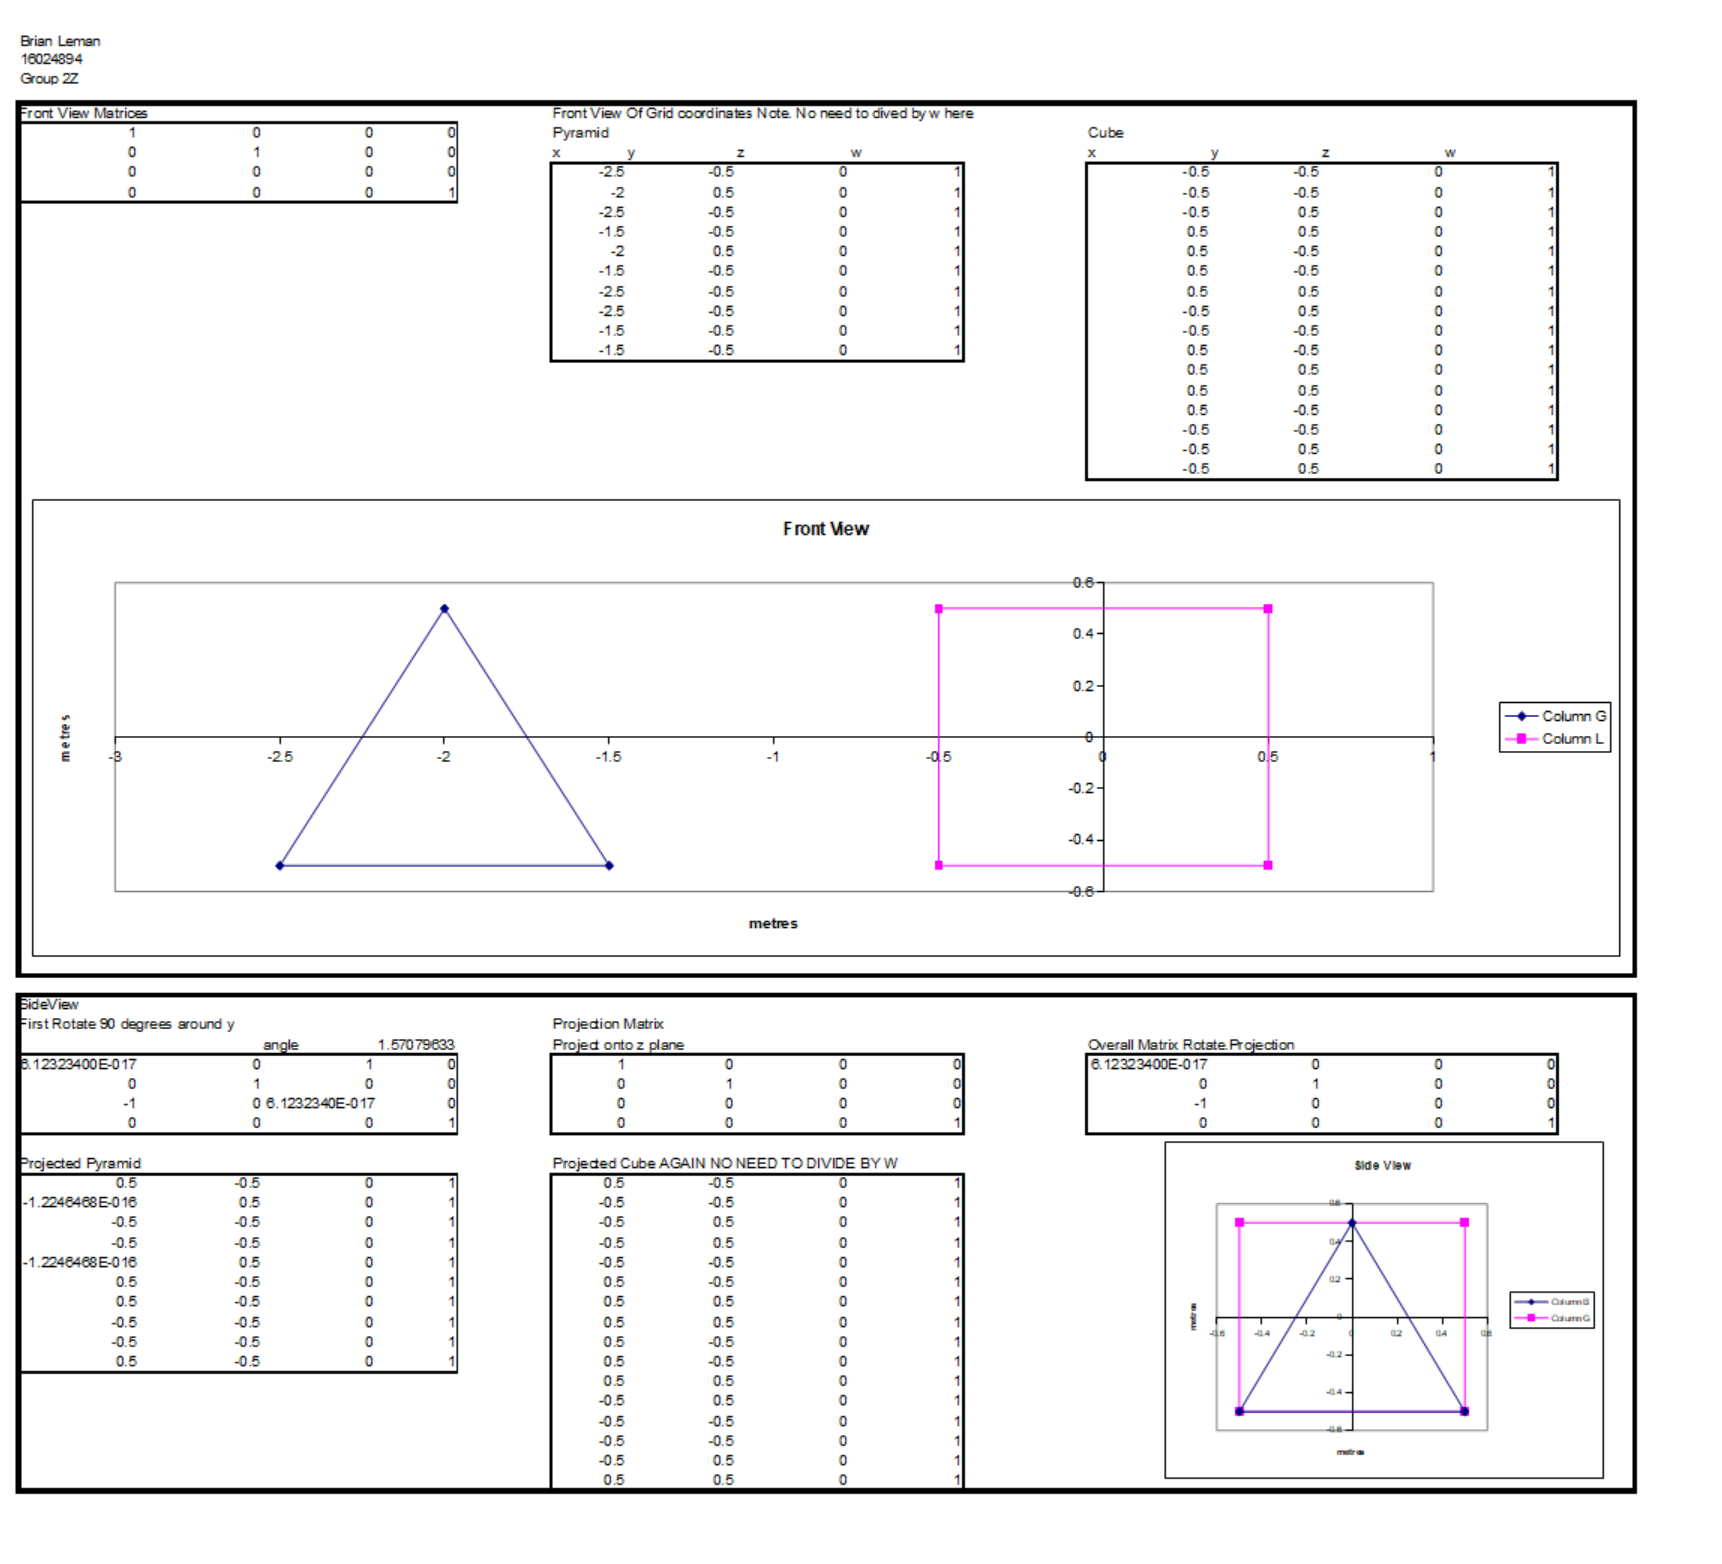 Brian Leman
16024894
Group 2Z
Front View Matrices
1 0 0 0
0 1 0 0
0 0 0 0
0 0 0 1
Front View Of Grid coordinates Note. No need to dived by w here
Pyramid
x y z w
-2.5 -0.5 0 1
-2 0.5 0 1
-2.5 -0.5 0 1
-1.5 -0.5 0 1
-2 0.5 0 1
-1.5 -0.5 0 1
-2.5 -0.5 0 1
-2.5 -0.5 0 1
-1.5 -0.5 0 1
-1.5 -0.5 0 1
Cube
x y z w
-0.5 -0.5 0 1
-0.5 -0.5 0 1
-0.5 0.5 0 1
0.5 0.5 0 1
0.5 -0.5 0 1
0.5 -0.5 0 1
0.5 0.5 0 1
-0.5 0.5 0 1
-0.5 -0.5 0 1
0.5 -0.5 0 1
0.5 0.5 0 1
0.5 0.5 0 1
0.5 -0.5 0 1
-0.5 -0.5 0 1
-0.5 0.5 0 1
-0.5 0.5 0 1
Front View
0.6
0.4
0.2
0
-0.2
-0.4
-0.6
-3 -2.5 -2 -1.5 -1 -0.5 0 0.5 1
metres
metres
Column G
Column L
SideView
First Rotate 90 degrees around y
angle 1.57079633
6.12323400E-017 0 1 0
0 1 0 0
-1 0 6.1232340E-017 0
0 0 0 1
Projection Matrix
Project onto z plane
1 0 0 0
0 1 0 0
0 0 0 0
0 0 0 1
Overall Matrix Rotate.Projection
6.12323400E-017 0 0 0
0 1 0 0
-1 0 0 0
0 0 0 1
Projected Pyramid
0.5 -0.5 0 1
-1.2246468E-016 0.5 0 1
-0.5 -0.5 0 1
-0.5 -0.5 0 1
-1.2246468E-016 0.5 0 1
0.5 -0.5 0 1
0.5 -0.5 0 1
-0.5 -0.5 0 1
-0.5 -0.5 0 1
0.5 -0.5 0 1
Projected Cube AGAIN NO NEED TO DIVIDE BY W
0.5 -0.5 0 1
-0.5 -0.5 0 1
-0.5 0.5 0 1
-0.5 0.5 0 1
-0.5 -0.5 0 1
0.5 -0.5 0 1
0.5 0.5 0 1
0.5 0.5 0 1
0.5 -0.5 0 1
0.5 -0.5 0 1
0.5 0.5 0 1
-0.5 0.5 0 1
-0.5 -0.5 0 1
-0.5 -0.5 0 1
-0.5 0.5 0 1
0.5 0.5 0 1
Side View
0.6
0.4
0.2
0
-0.2
-0.4
-0.6
-0.6 -0.4 -0.2 0 0.2 0.4 0.6
metres
metres
Column B
Column G